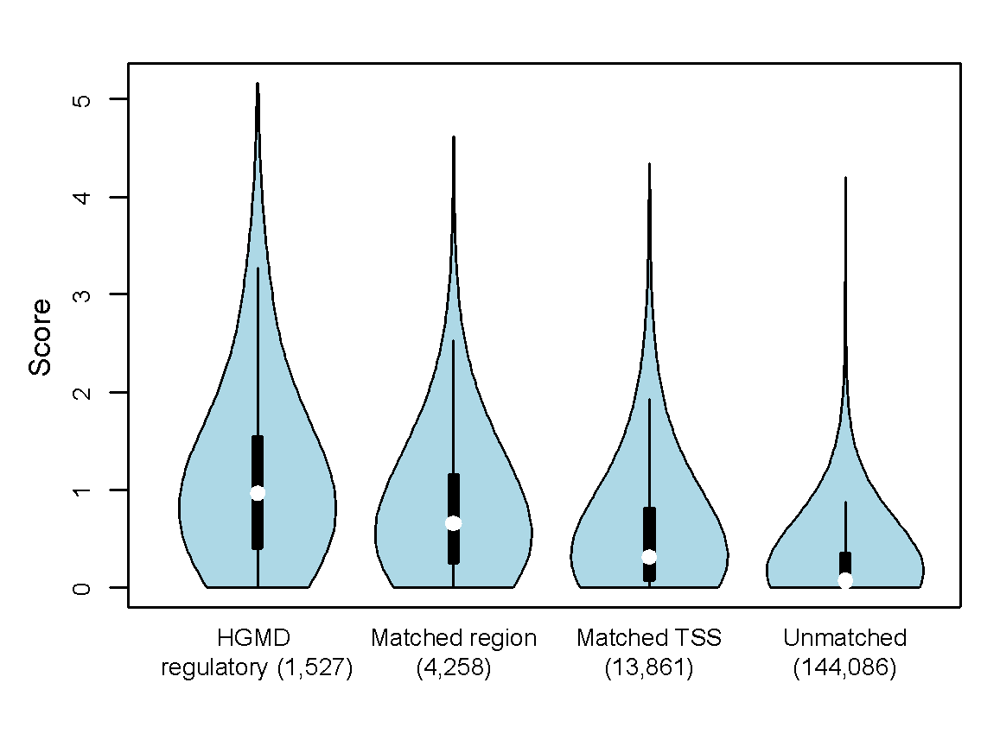 5
4
3
2
1
0
Score
HGMD
regulatory (1,527)
Matched region
(4,258)
Matched TSS
(13,861)
Unmatched
(144,086)